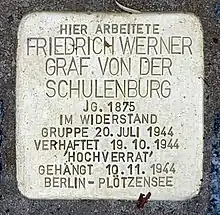 HIER ARBEITETE
FRIEDRICH WERNER
GRAF VON DER
SCHULENBURG
JG. 1875
IM WIDERSTAND
GRUPPE 20. JULI 1944
VERHAFTET 19. 10. 1944
'HOCHVERRAT'
GEHÄNGT 10. 11. 1944
BERLIN-PLÖTZENSEE